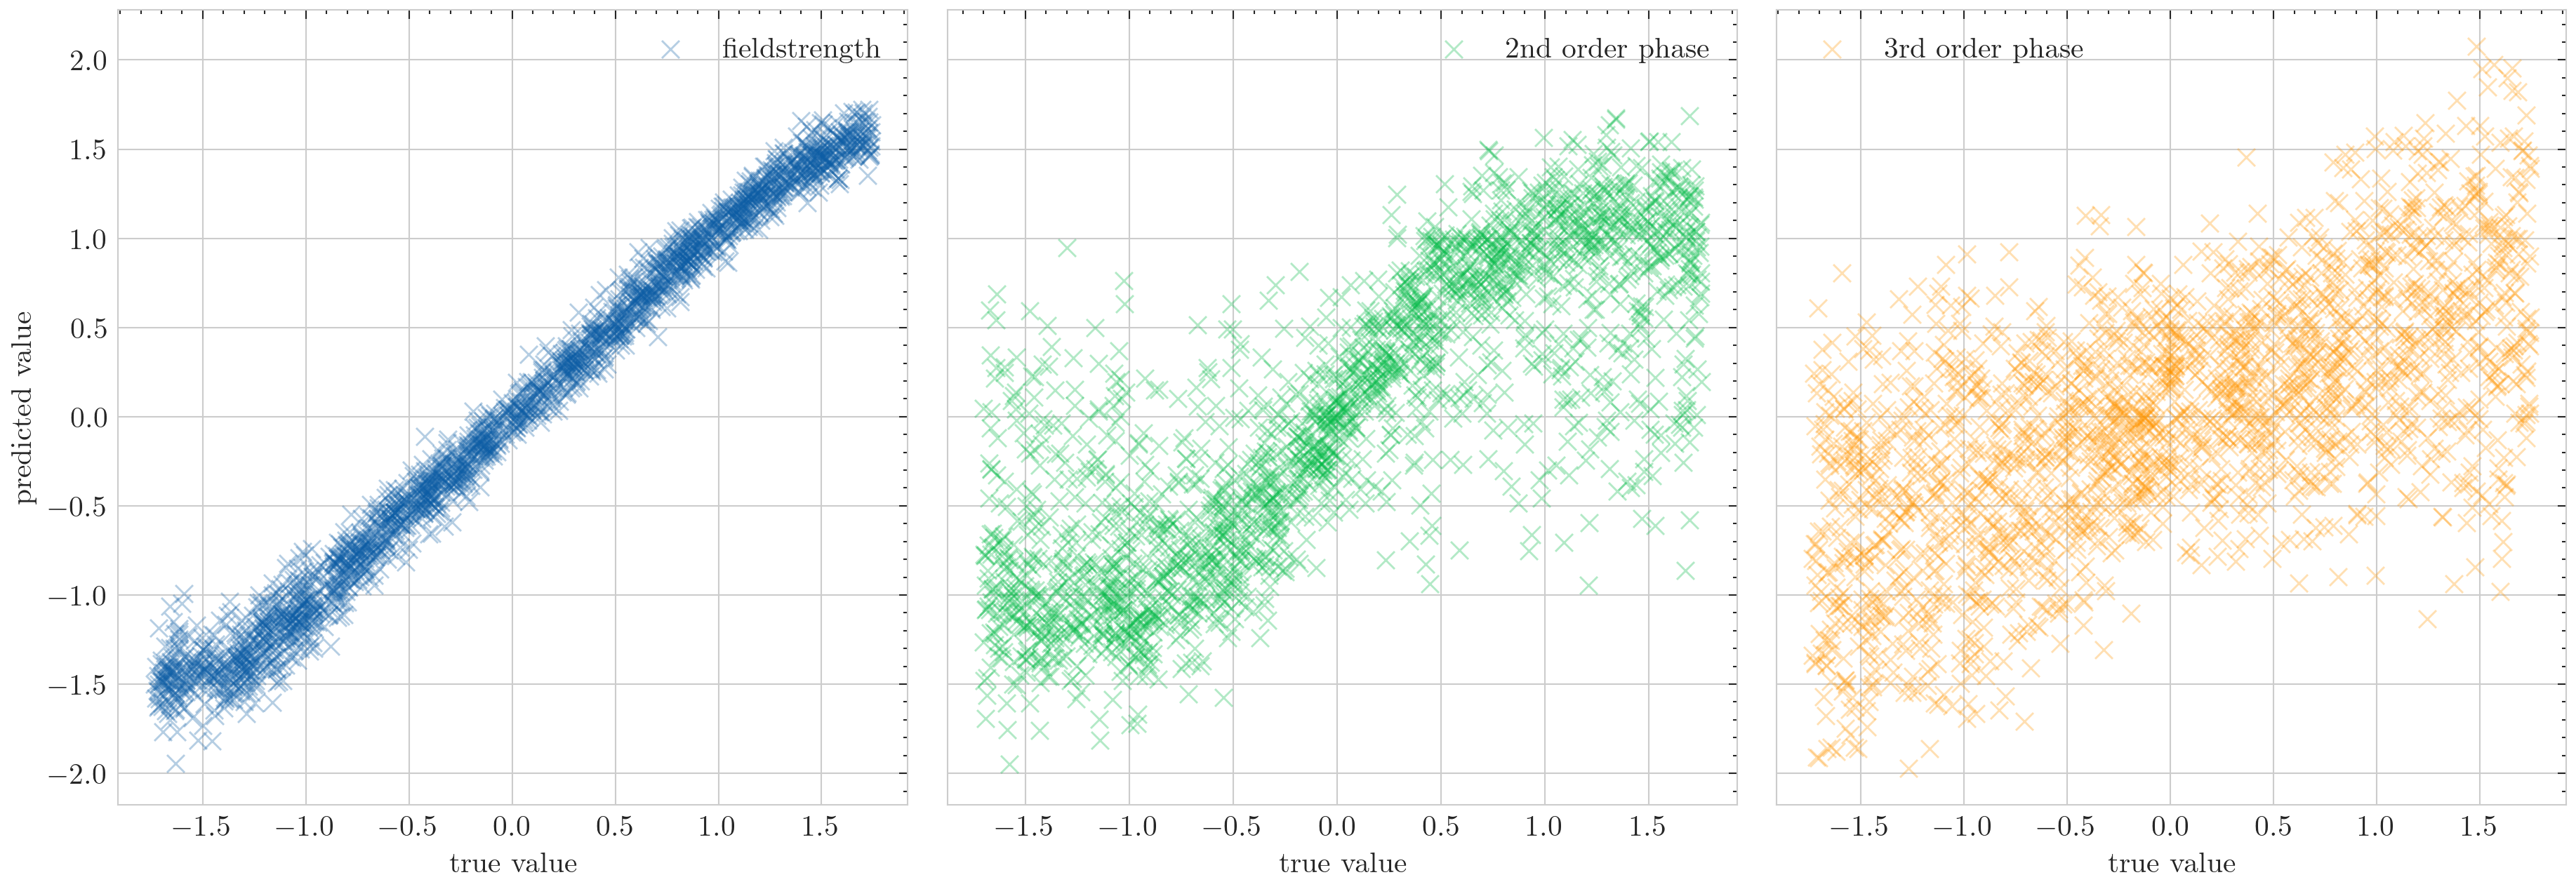 fieldstrength
2nd order phase
3rd order phase
2.0
1.5
1.0
0.5
0.0
−0.5
−1.0
−1.5
−2.0
predicted value
−1.5 −1.0 −0.5 0.0 0.5 1.0 1.5
−1.5 −1.0 −0.5 0.0 0.5 1.0 1.5
−1.5 −1.0 −0.5 0.0 0.5 1.0 1.5
true value
true value
true value